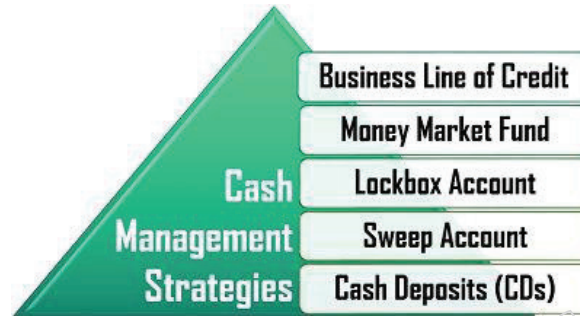 Business Line of Credit
Money Market Fund
Lockbox Account
Sweep Account
Cash Deposits (CDs)
Cash
Management
Strategies